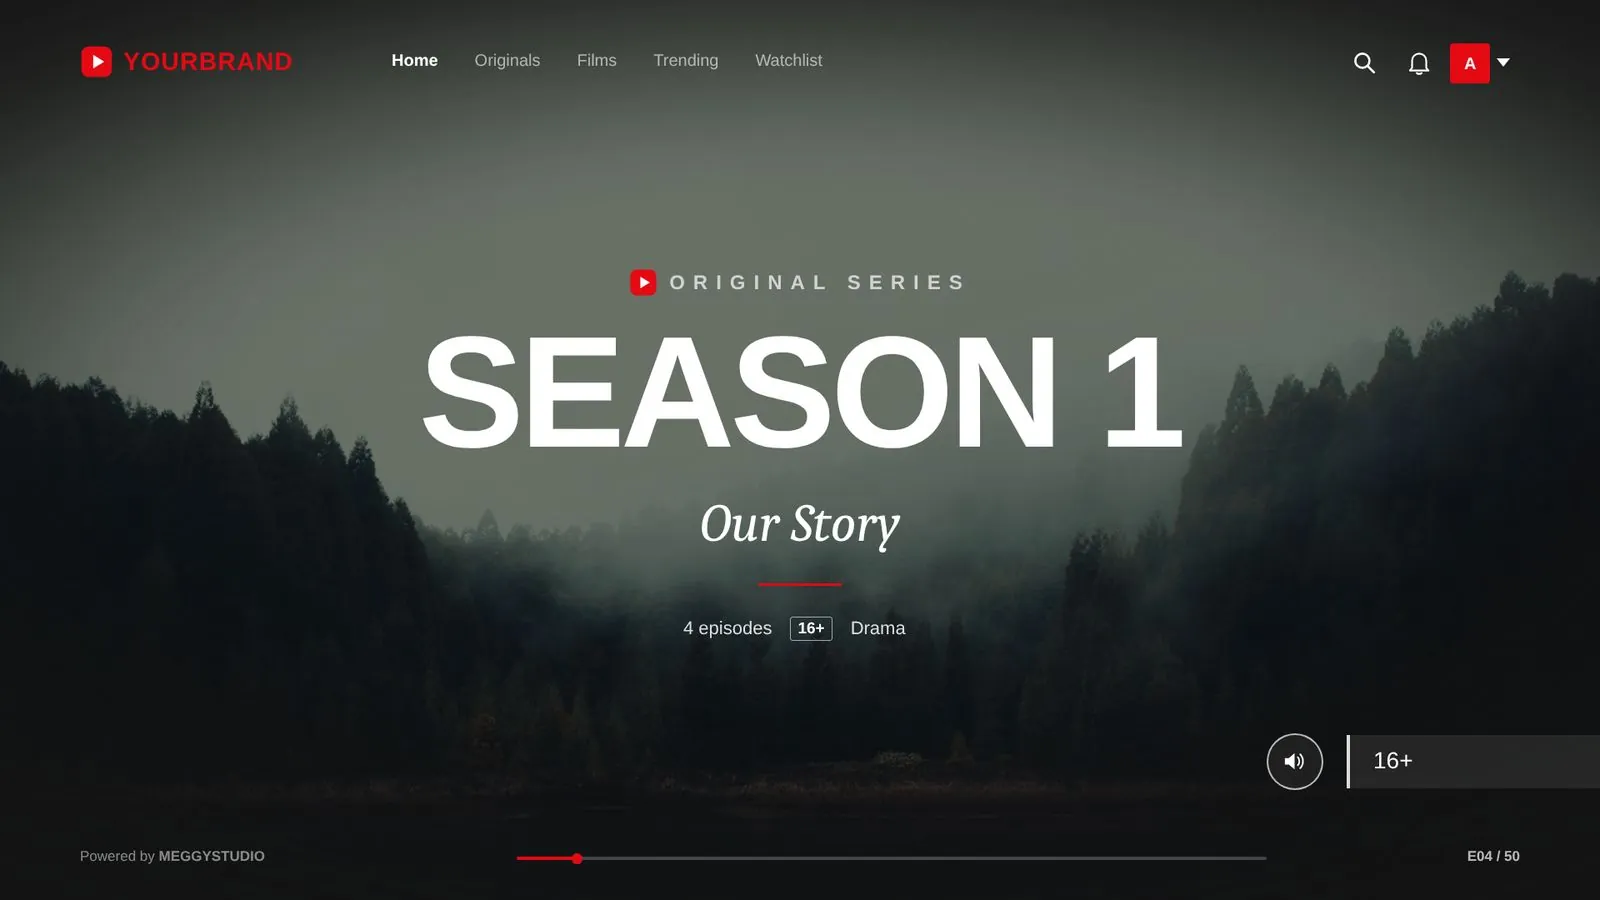 YOURBRAND
Home Originals Films Trending Watchlist
A
ORIGINAL SERIES
SEASON 1
Our Story
4 episodes 16+ Drama
16+
Powered by MEGGYSTUDIO
E04 / 50